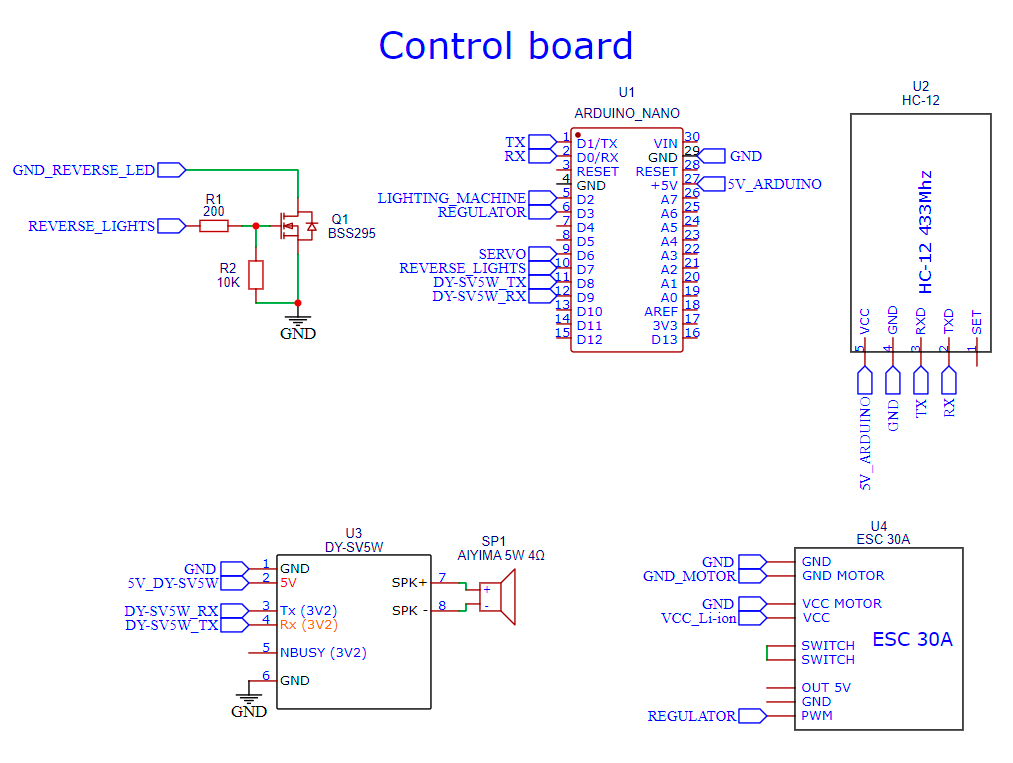 Control board
GND_REVERSE_LED
REVERSE_LIGHTS
R1
200
R2
10K
Q1
BSS295
GND
U1
ARDUINO_NANO
TX 1 D1/TX VIN 30
RX 2 D0/RX GND 29 GND
3 RESET RESET 28
4 GND +5V 27 5V_ARDUINO
LIGHTING_MACHINE 5 D2 A7 26
REGULATOR 6 D3 A6 25
7 D4 A5 24
8 D5 A4 23
SERVO 9 D6 A3 22
REVERSE_LIGHTS 10 D7 A2 21
DY-SV5W_TX 11 D8 A1 20
DY-SV5W_RX 12 D9 A0 19
13 D10 AREF 18
14 D11 3V3 17
15 D12 D13 16
U2
HC-12
HC-12 433Mhz
VCC GND RXD TXD SET
5 4 3 2 1
5V_ARDUINO GND TX RX
U3
DY-SV5W
GND 1 GND
5V_DY-SV5W 2 5V
DY-SV5W_RX 3 Tx (3V2)
DY-SV5W_TX 4 Rx (3V2)
5 NBUSY (3V2)
6 GND
GND
SPK+ 7
SPK - 8
SP1
AIYIMA 5W 4Ω
+
-
U4
ESC 30A
GND GND
GND_MOTOR GND MOTOR
GND VCC MOTOR
VCC_Li-ion VCC
SWITCH
SWITCH
ESC 30A
OUT 5V
GND
REGULATOR PWM